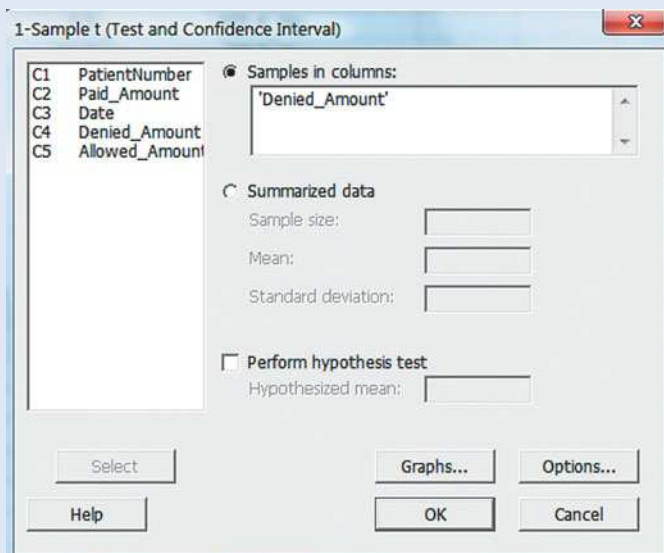 1-Sample t (Test and Confidence Interval)
C1 PatientNumber
C2 Paid_Amount
C3 Date
C4 Denied_Amount
C5 Allowed_Amount
Samples in columns:
'Denied_Amount'
Summarized data
Sample size:
Mean:
Standard deviation:
Perform hypothesis test
Hypothesized mean:
Select
Graphs...
Options...
Help
OK
Cancel